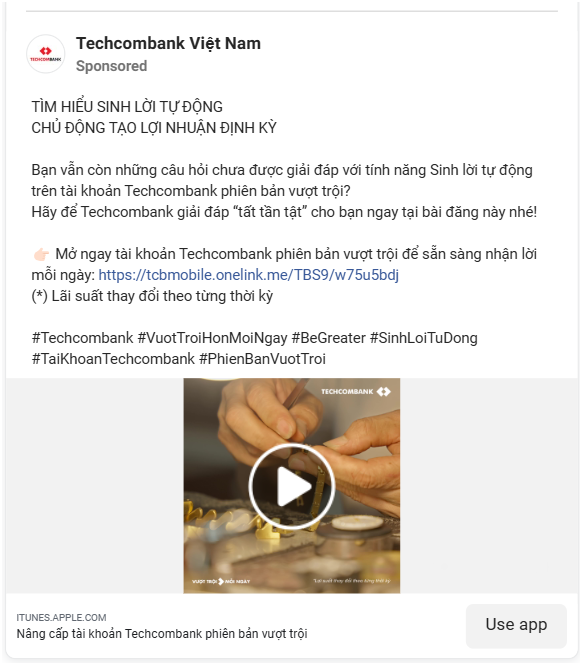 TECHCOMBANK
Techcombank Việt Nam
Sponsored
TÌM HIỂU SINH LỜI TỰ ĐỘNG
CHỦ ĐỘNG TẠO LỢI NHUẬN ĐỊNH KỲ
Bạn vẫn còn những câu hỏi chưa được giải đáp với tính năng Sinh lời tự động
trên tài khoản Techcombank phiên bản vượt trội?
Hãy để Techcombank giải đáp “tất tần tật” cho bạn ngay tại bài đăng này nhé!
👉🏻 Mở ngay tài khoản Techcombank phiên bản vượt trội để sẵn sàng nhận lời
mỗi ngày: https://tcbmobile.onelink.me/TBS9/w75u5bdj
(*) Lãi suất thay đổi theo từng thời kỳ
#Techcombank #VuotTroiHonMoiNgay #BeGreater #SinhLoiTuDong
#TaiKhoanTechcombank #PhienBanVuotTroi
TECHCOMBANK
VƯỢT TRỘI MỖI NGÀY
*Lãi suất thay đổi theo từng thời kỳ
ITUNES.APPLE.COM
Nâng cấp tài khoản Techcombank phiên bản vượt trội
Use app